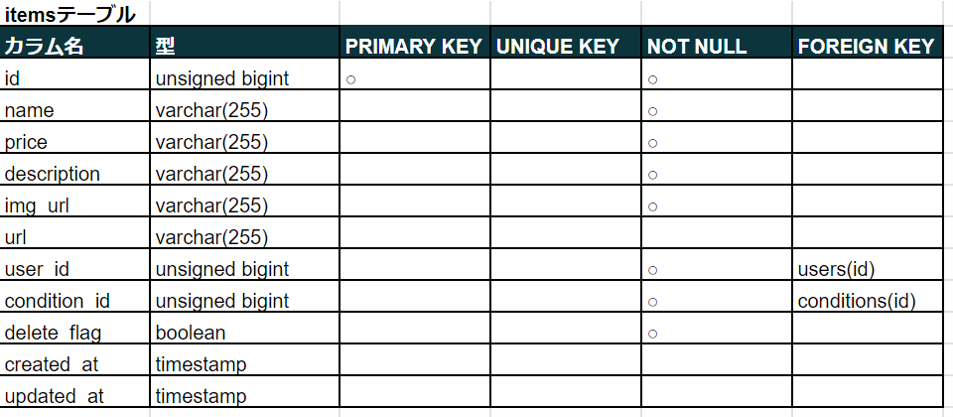 itemsテーブル
カラム名 型 PRIMARY KEY UNIQUE KEY NOT NULL FOREIGN KEY
id unsigned bigint ○ ○
name varchar(255) ○
price varchar(255) ○
description varchar(255) ○
img_url varchar(255) ○
url varchar(255)
user_id unsigned bigint ○ users(id)
condition_id unsigned bigint ○ conditions(id)
delete_flag boolean ○
created_at timestamp
updated_at timestamp